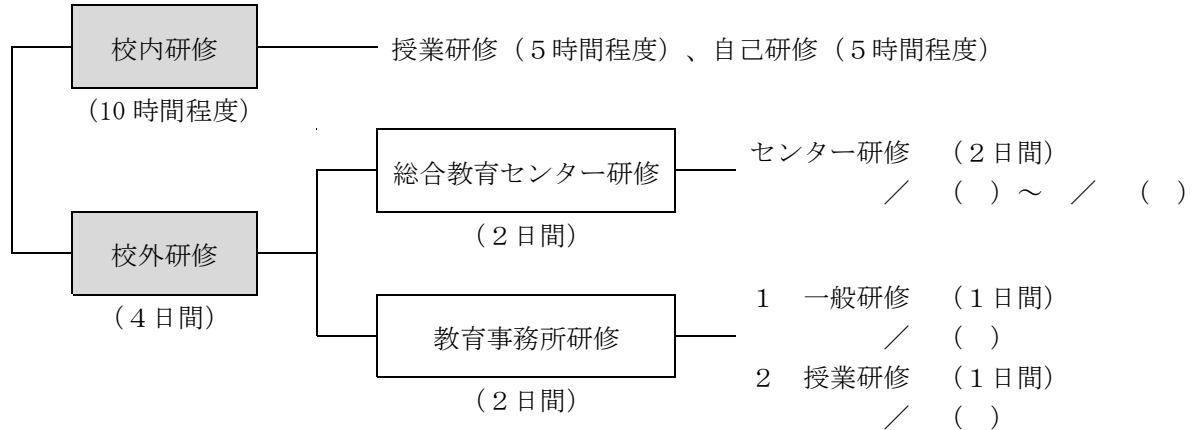 校内研修
授業研修（５時間程度）、自己研修（５時間程度）
（10 時間程度）
総合教育センター研修
（２日間）
センター研修　（２日間）
／　（　）～　／　（　）
校外研修
（４日間）
教育事務所研修
（２日間）
１　一般研修　（１日間）
／　（　）
２　授業研修　（１日間）
／　（　）